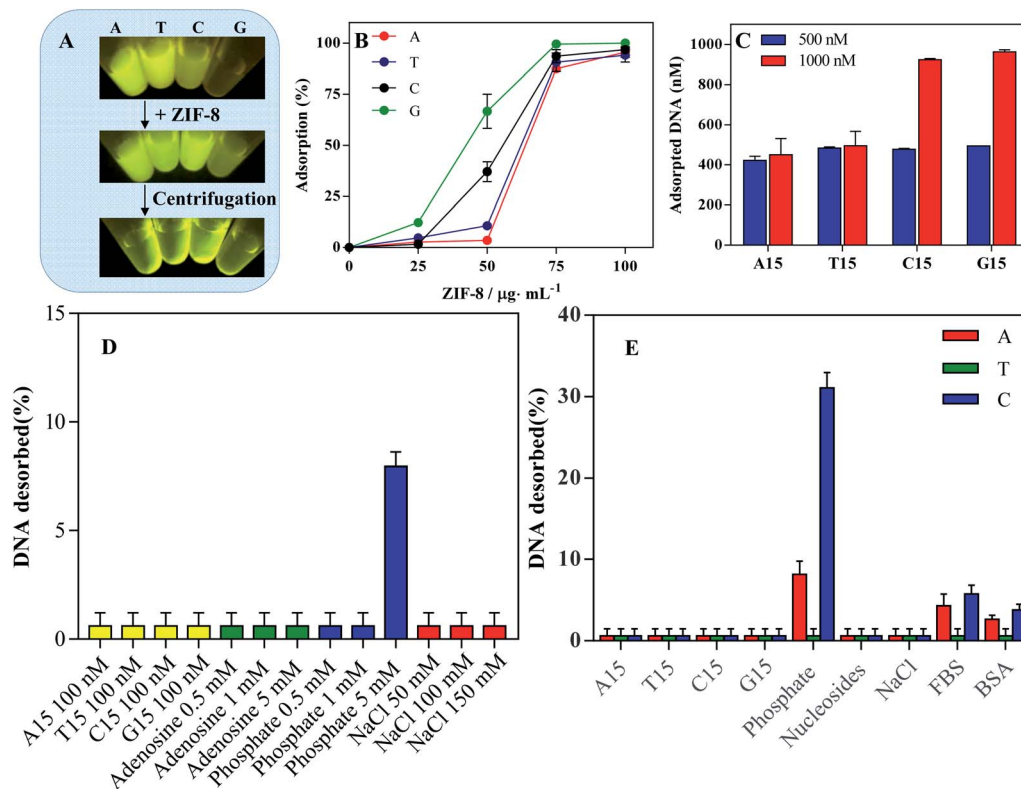 A
A T C G
+ ZIF-8
Centrifugation
B
A
T
C
G
Adsorption (%)
100
75
50
25
0
0 25 50 75 100
ZIF-8 / μg· mL⁻¹
C
500 nM
1000 nM
Adsorpted DNA (nM)
1000
800
600
400
200
0
A15 T15 C15 G15
D
DNA desorbed(%)
15
10
5
0
A15 100 nM
T15 100 nM
C15 100 nM
G15 100 nM
Adenosine 0.5 mM
Adenosine 1 mM
Adenosine 5 mM
Phosphate 0.5 mM
Phosphate 1 mM
Phosphate 5 mM
NaCl 50 mM
NaCl 100 mM
NaCl 150 mM
E
A
T
C
DNA desorbed(%)
40
30
20
10
0
A15
T15
C15
G15
Phosphate
Nucleosides
NaCl
FBS
BSA